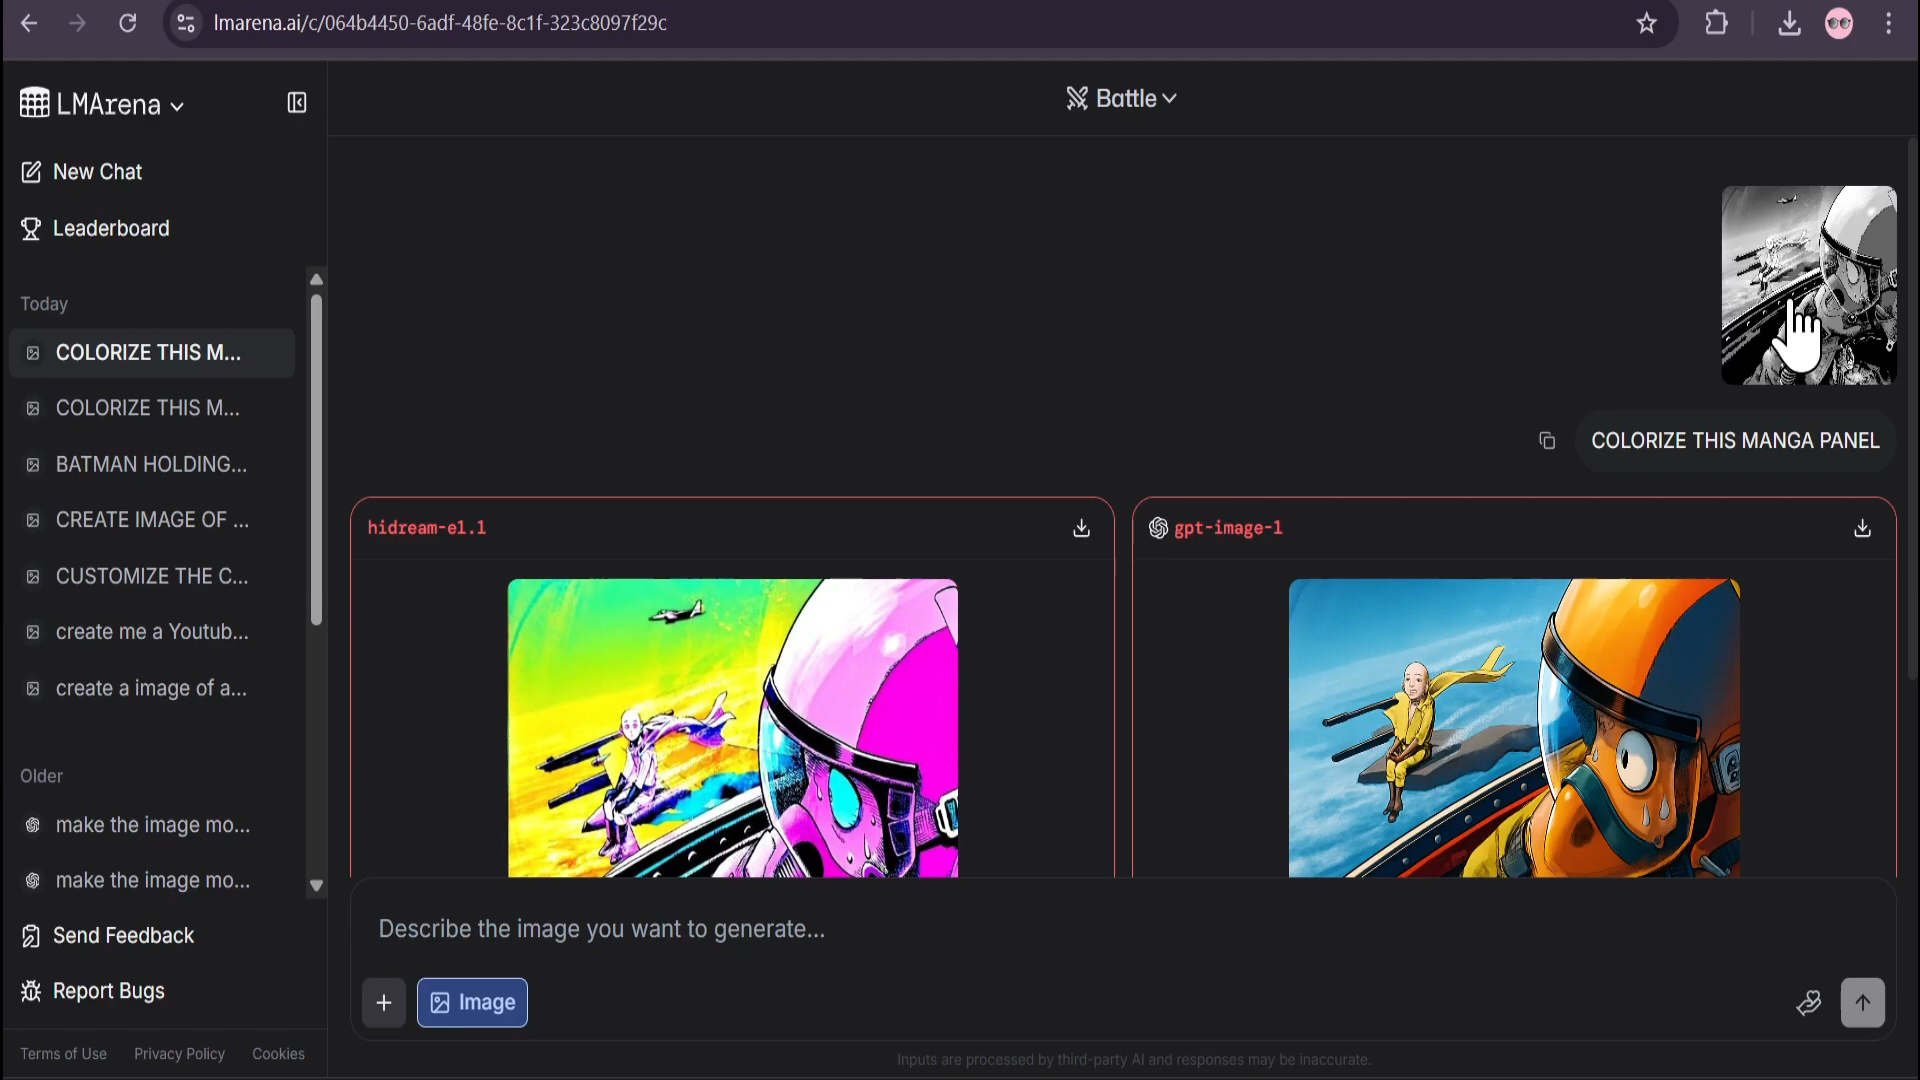 lmarena.ai/c/064b4450-6adf-48fe-8c1f-323c8097f29c
LMArena
Battle
New Chat
Leaderboard
Today
COLORIZE THIS M...
COLORIZE THIS M...
BATMAN HOLDING...
CREATE IMAGE OF ...
CUSTOMIZE THE C...
create me a Youtub...
create a image of a...
Older
make the image mo...
make the image mo...
Send Feedback
Report Bugs
Terms of Use Privacy Policy Cookies
COLORIZE THIS MANGA PANEL
hidream-e1.1
gpt-image-1
Describe the image you want to generate...
Image
Inputs are processed by third-party AI and responses may be inaccurate.